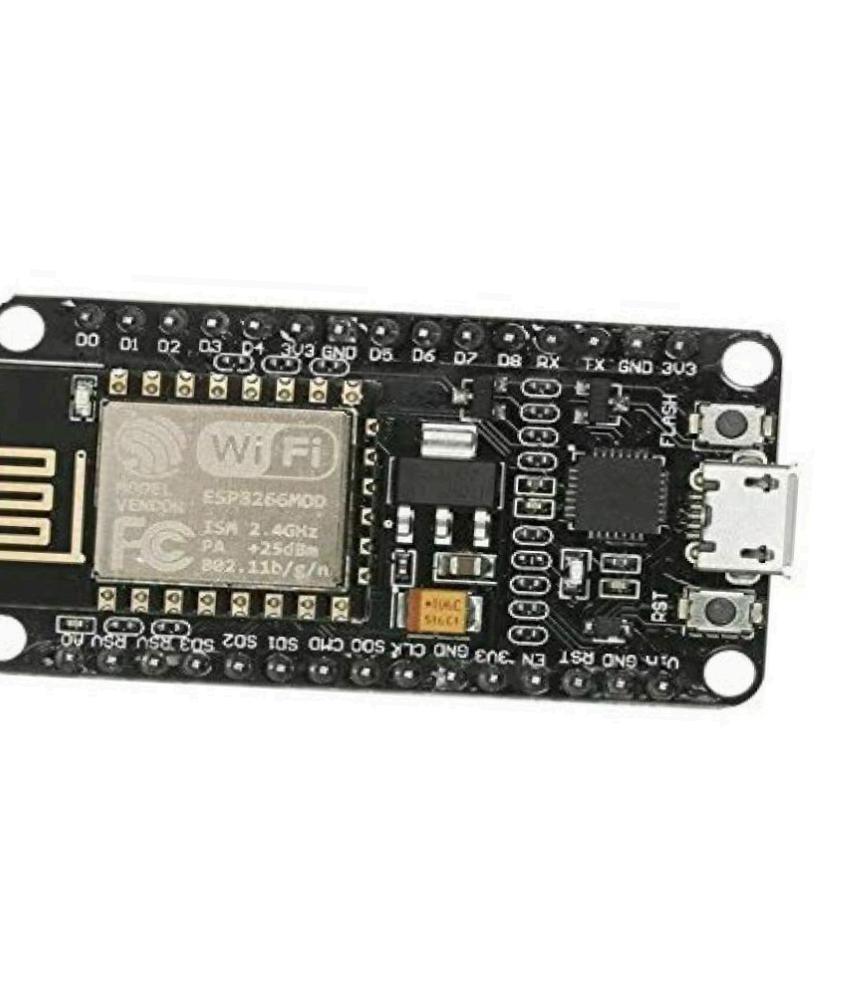 D0 D1 D2 D3 D4 3V3 GND D5 D6 D7 D8 RX TX GND 3V3
FLASH
WiFi
MODEL
VENDOR
ESP8266MOD
FC
ISM 2.4GHz
PA +25dBm
802.11b/g/n
RST
A0 RSV RSV SD3 SD2 SD1 CMD SD0 CLK GND 3V3 EN RST GND Vin